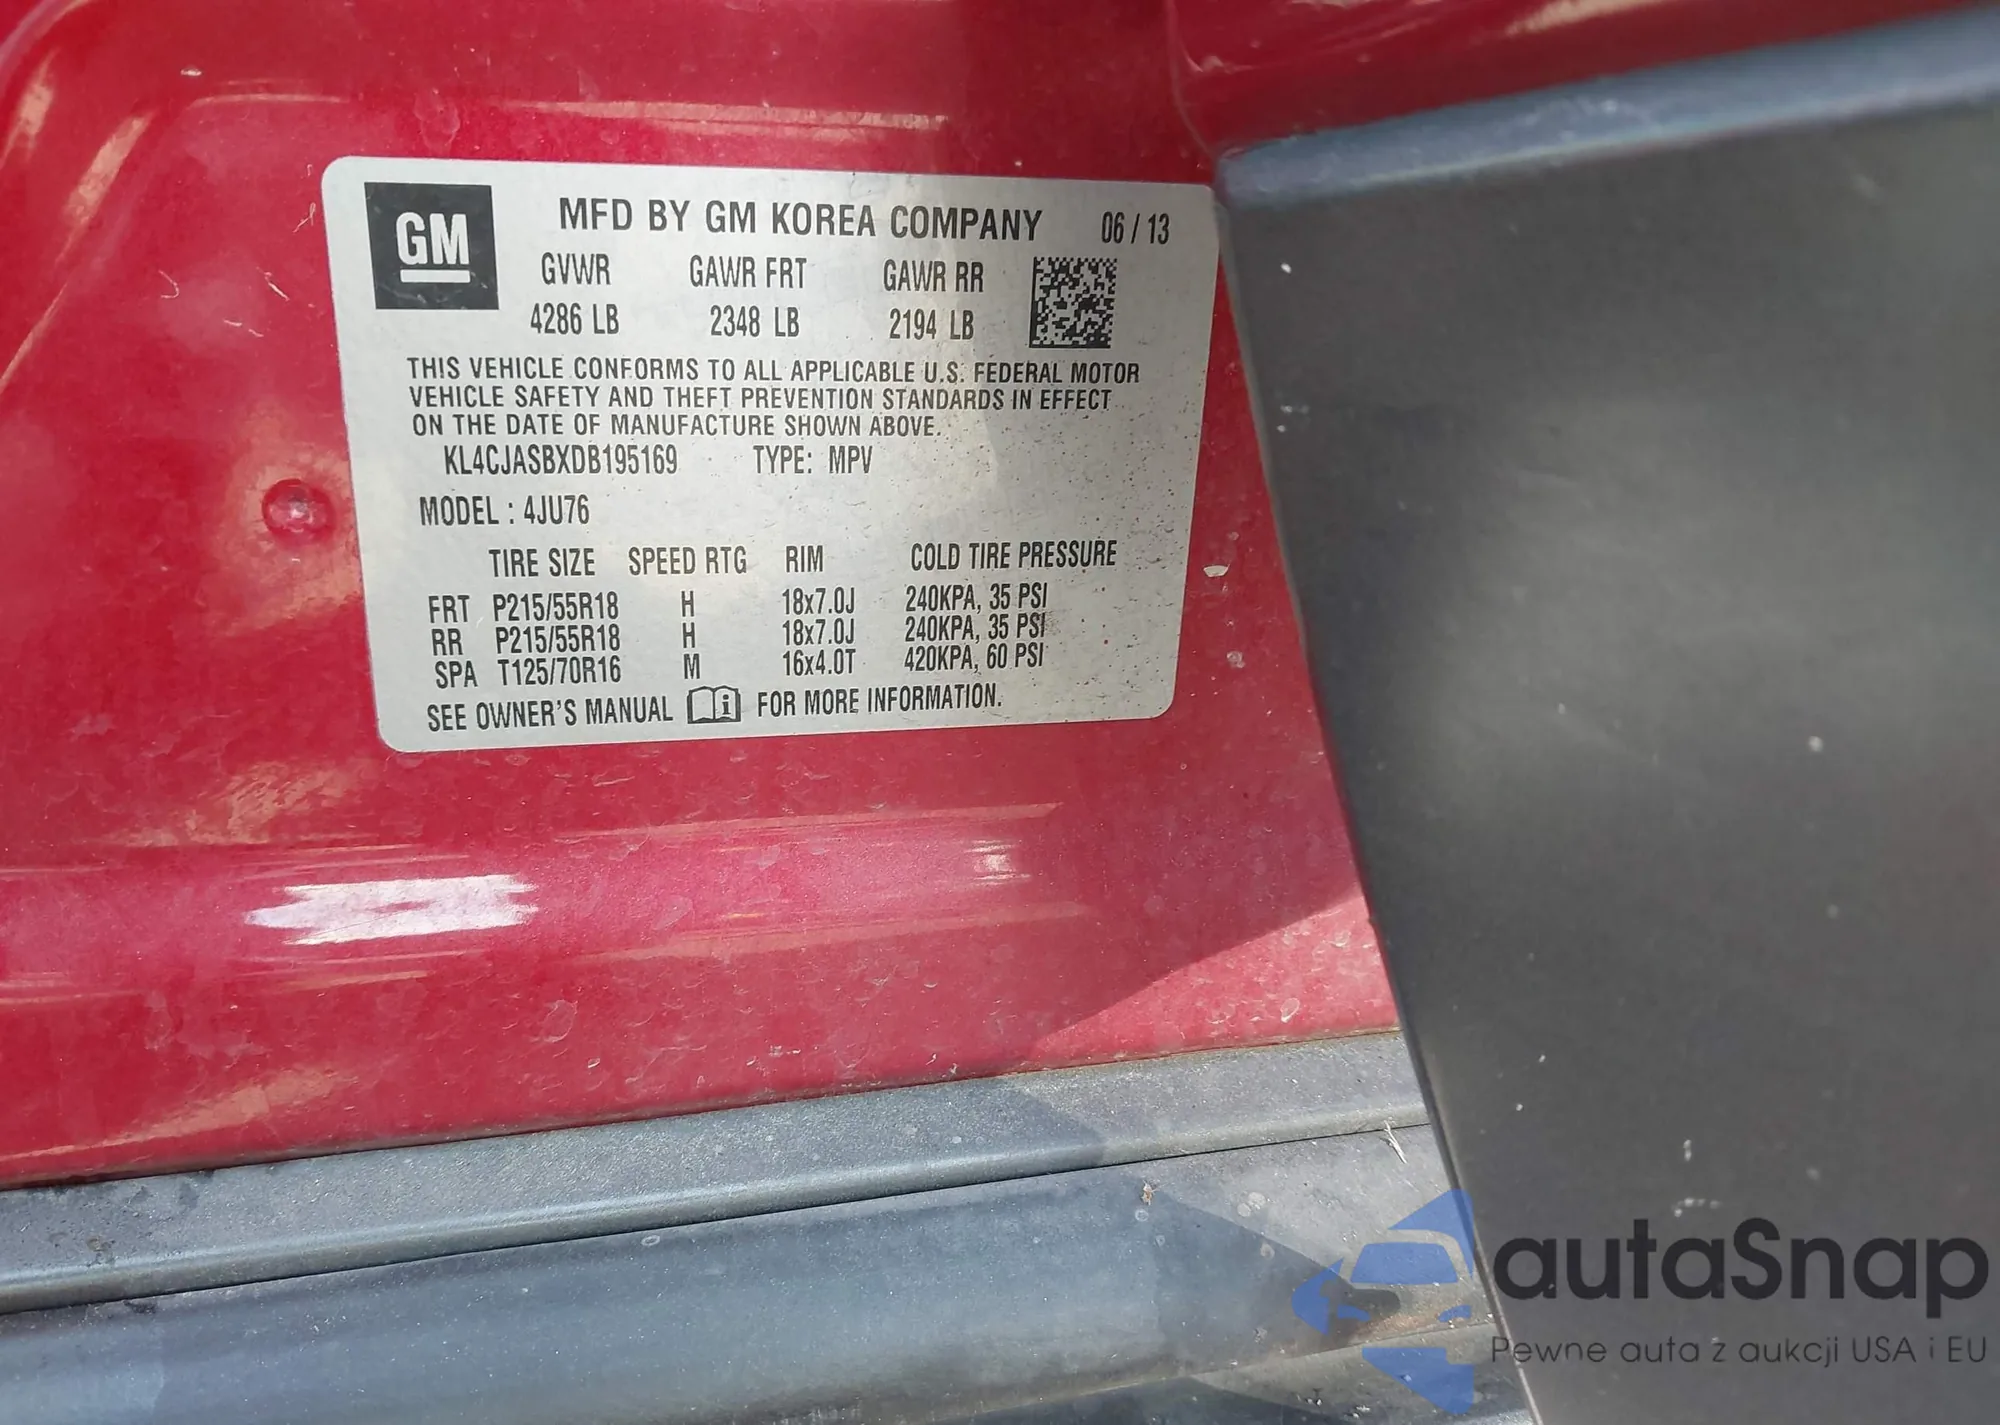 GM
MFD BY GM KOREA COMPANY 06 / 13
GVWR GAWR FRT GAWR RR
4286 LB 2348 LB 2194 LB
THIS VEHICLE CONFORMS TO ALL APPLICABLE U.S. FEDERAL MOTOR
VEHICLE SAFETY AND THEFT PREVENTION STANDARDS IN EFFECT
ON THE DATE OF MANUFACTURE SHOWN ABOVE.
KL4CJASBXDB195169 TYPE: MPV
MODEL : 4JU76
TIRE SIZE SPEED RTG RIM COLD TIRE PRESSURE
FRT P215/55R18 H 18x7.0J 240KPA, 35 PSI
RR P215/55R18 H 18x7.0J 240KPA, 35 PSI
SPA T125/70R16 M 16x4.0T 420KPA, 60 PSI
SEE OWNER'S MANUAL i FOR MORE INFORMATION.
autaSnap
Pewne auta z aukcji USA i EU